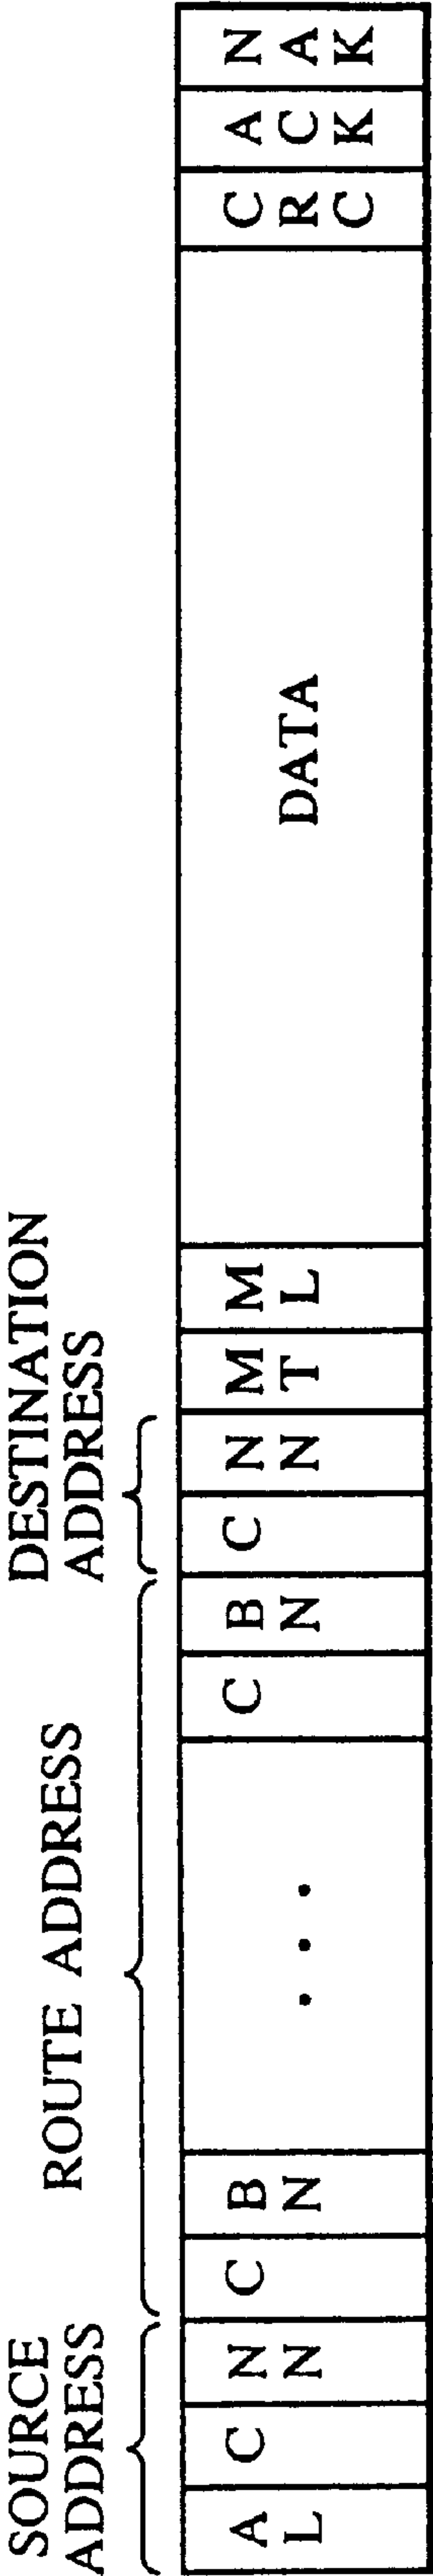 SOURCE
ADDRESS
ROUTE ADDRESS
DESTINATION
ADDRESS
AL
C
NN
C
BN
...
C
BN
C
NN
MT
ML
DATA
CRC
ACK
NAK